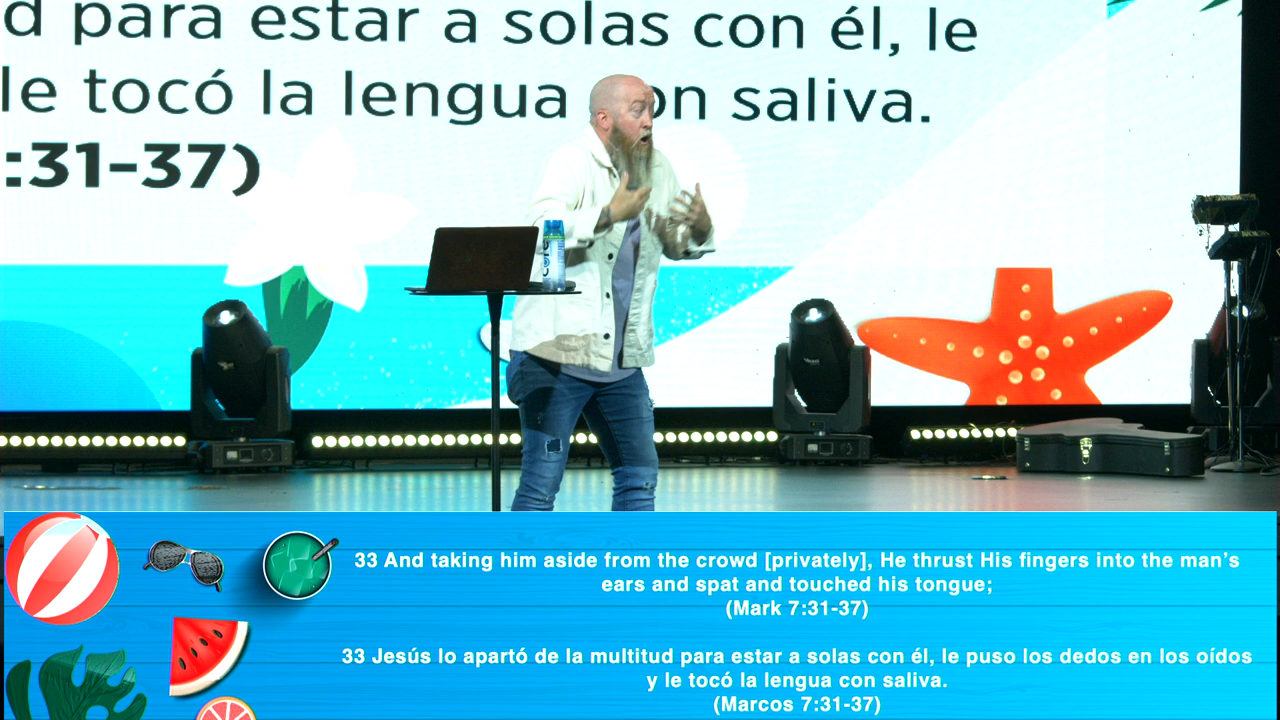 d para estar a solas con él, le
le tocó la lengua con saliva.
:31-37)
core
33 And taking him aside from the crowd [privately], He thrust His fingers into the man's
ears and spat and touched his tongue;
(Mark 7:31-37)
33 Jesús lo apartó de la multitud para estar a solas con él, le puso los dedos en los oídos
y le tocó la lengua con saliva.
(Marcos 7:31-37)